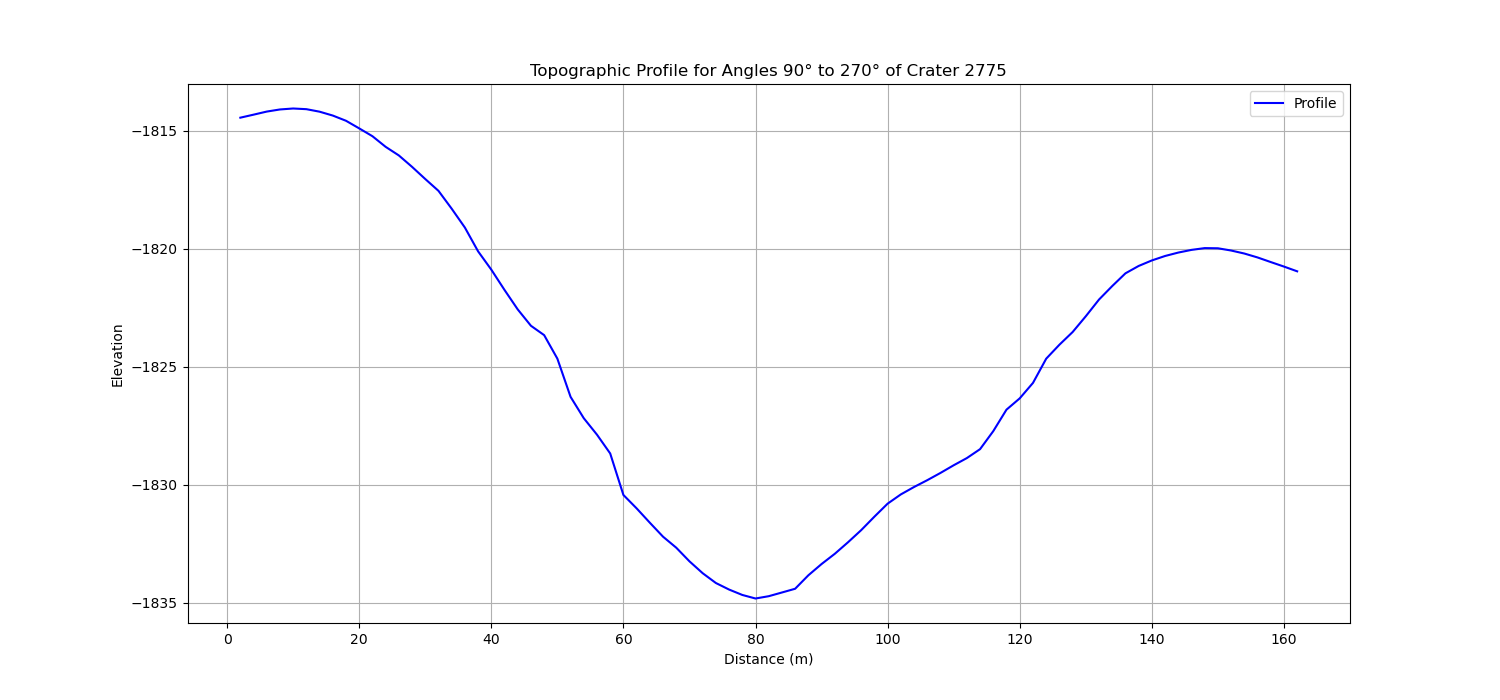 Topographic Profile for Angles 90° to 270° of Crater 2775
Profile
−1815
−1820
−1825
−1830
−1835
Elevation
0 20 40 60 80 100 120 140 160
Distance (m)